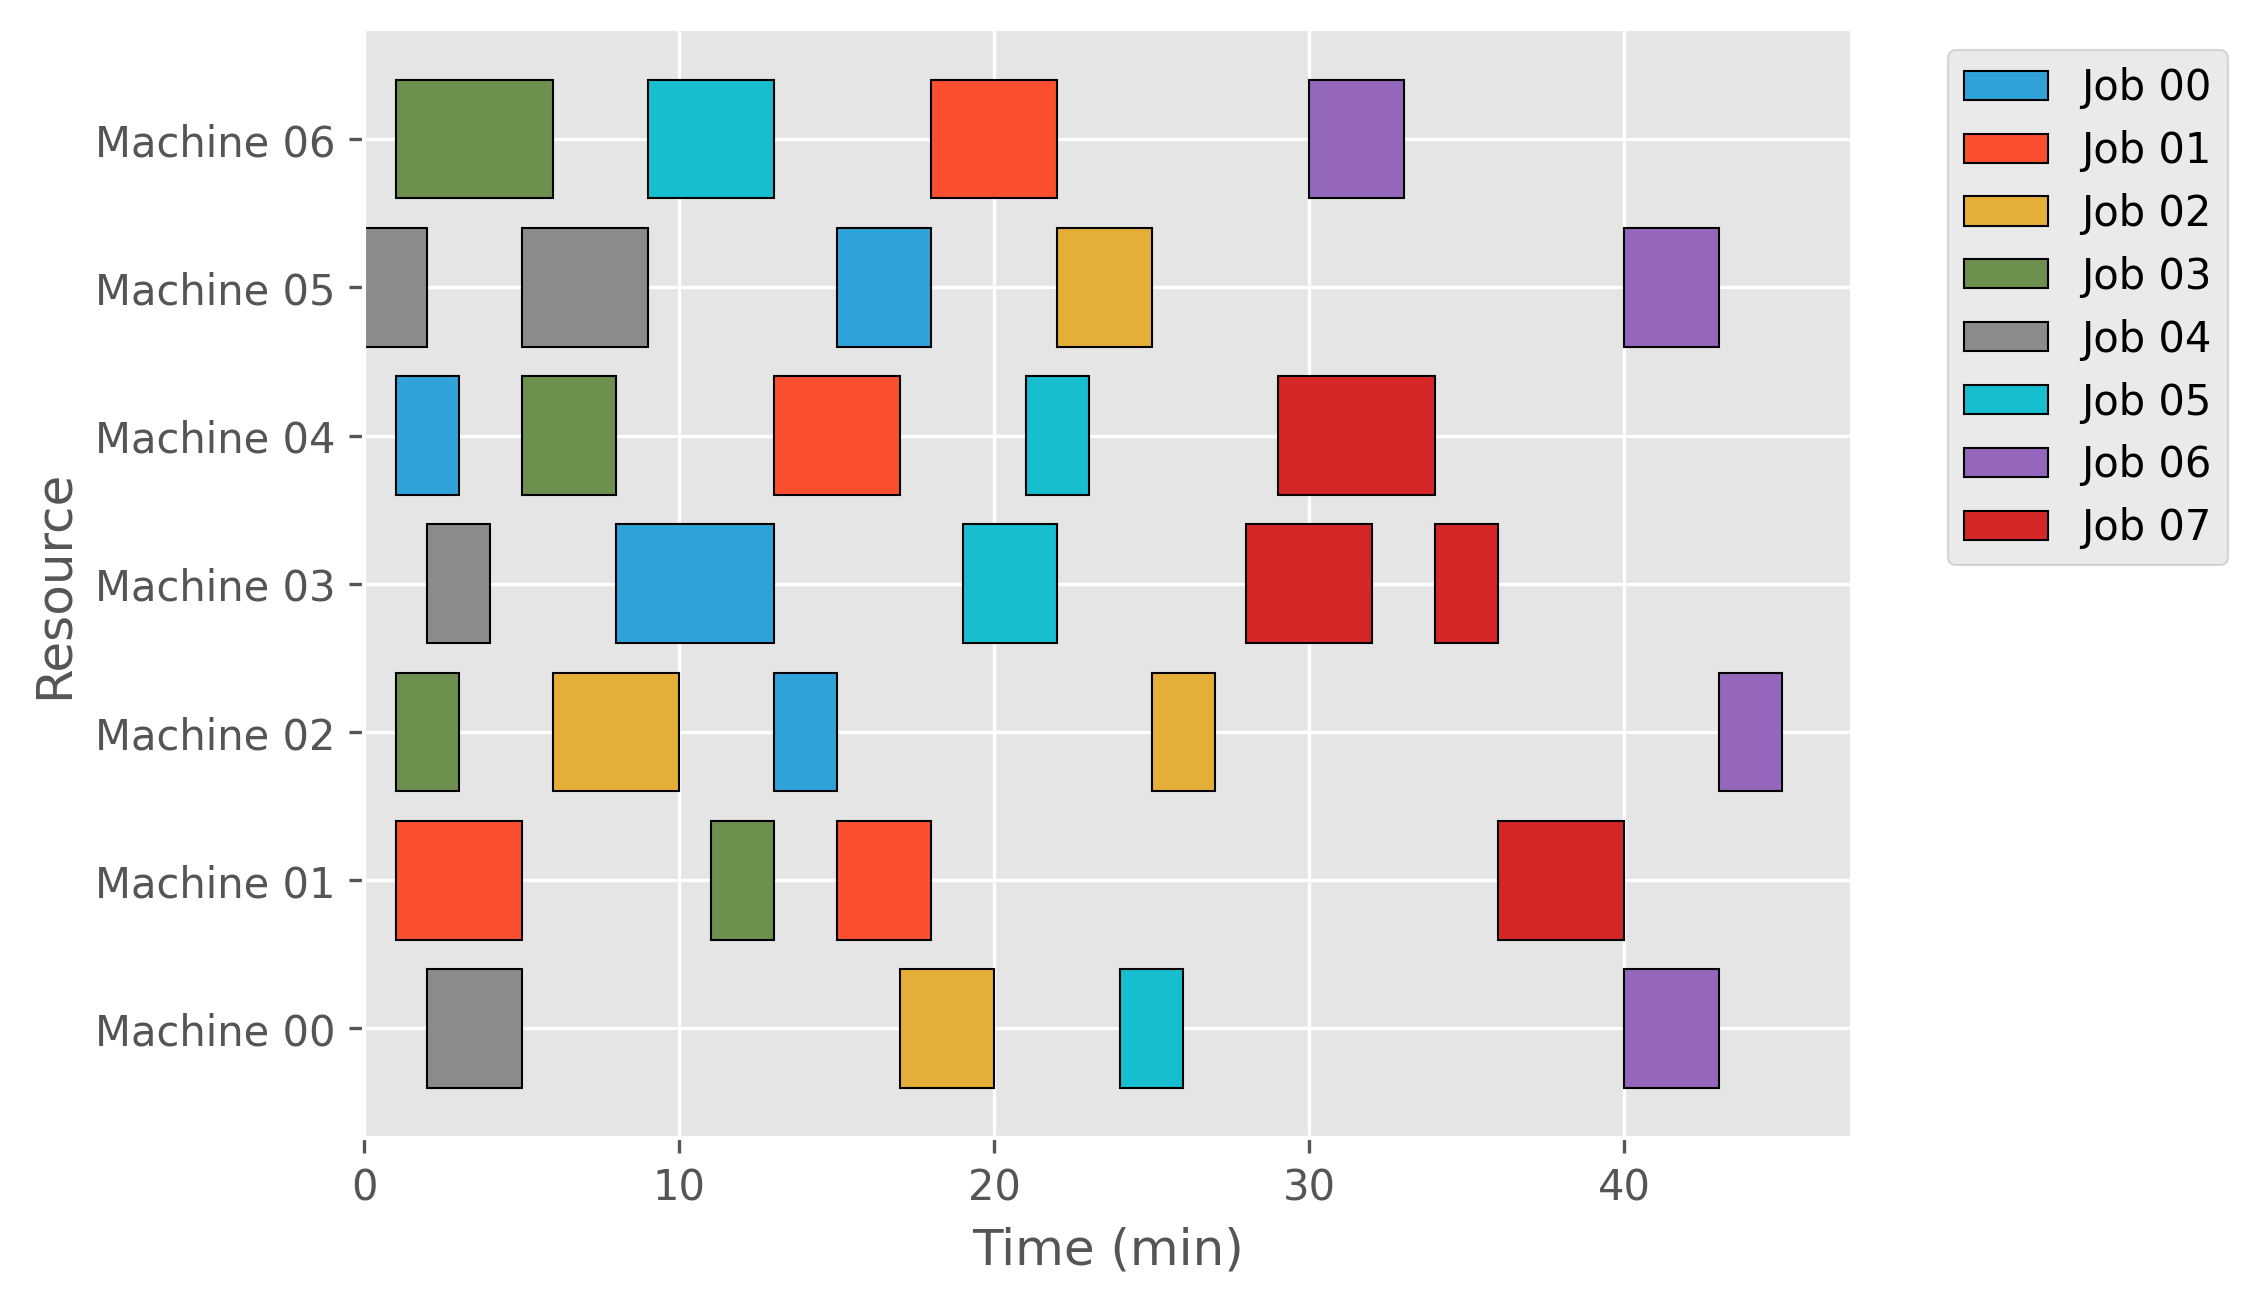 Machine 06
Machine 05
Machine 04
Machine 03
Machine 02
Machine 01
Machine 00
Resource
0 10 20 30 40
Time (min)
Job 00
Job 01
Job 02
Job 03
Job 04
Job 05
Job 06
Job 07